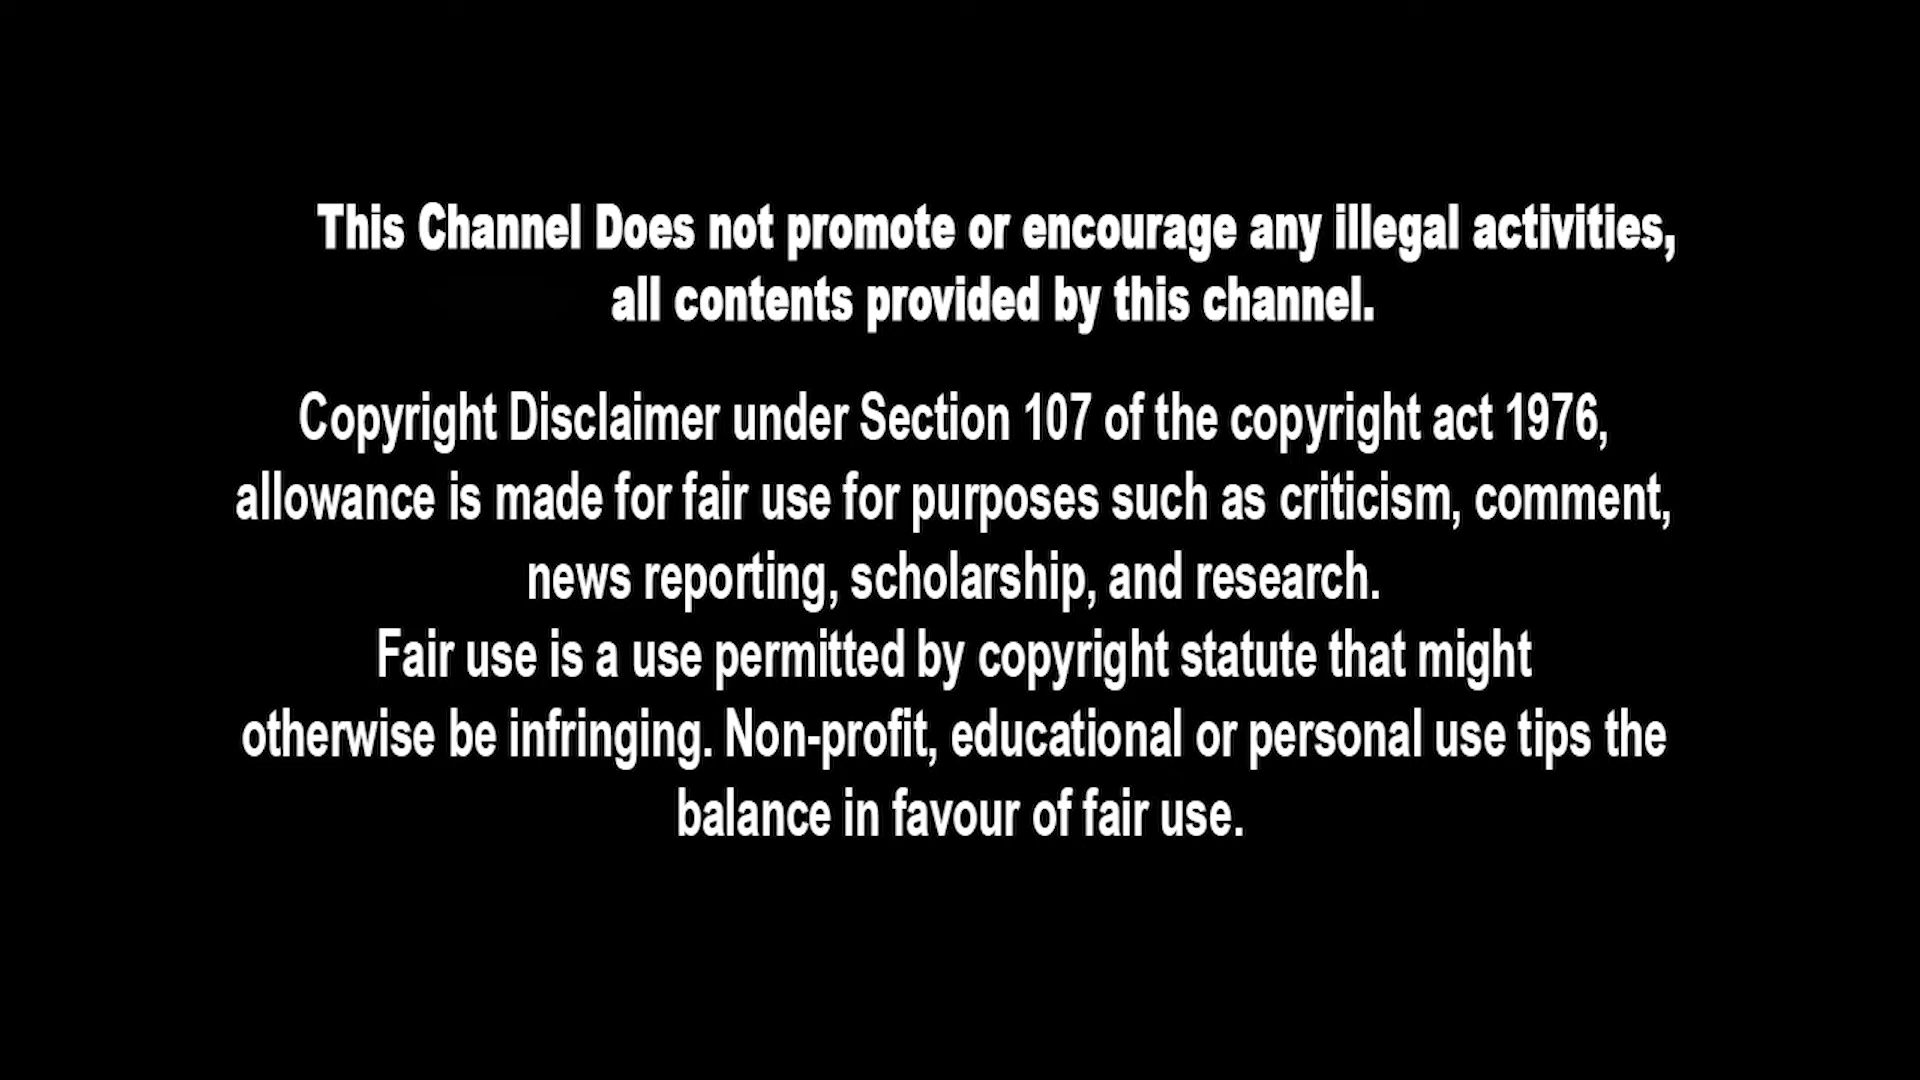 This Channel Does not promote or encourage any illegal activities,
all contents provided by this channel.
Copyright Disclaimer under Section 107 of the copyright act 1976,
allowance is made for fair use for purposes such as criticism, comment,
news reporting, scholarship, and research.
Fair use is a use permitted by copyright statute that might
otherwise be infringing. Non-profit, educational or personal use tips the
balance in favour of fair use.